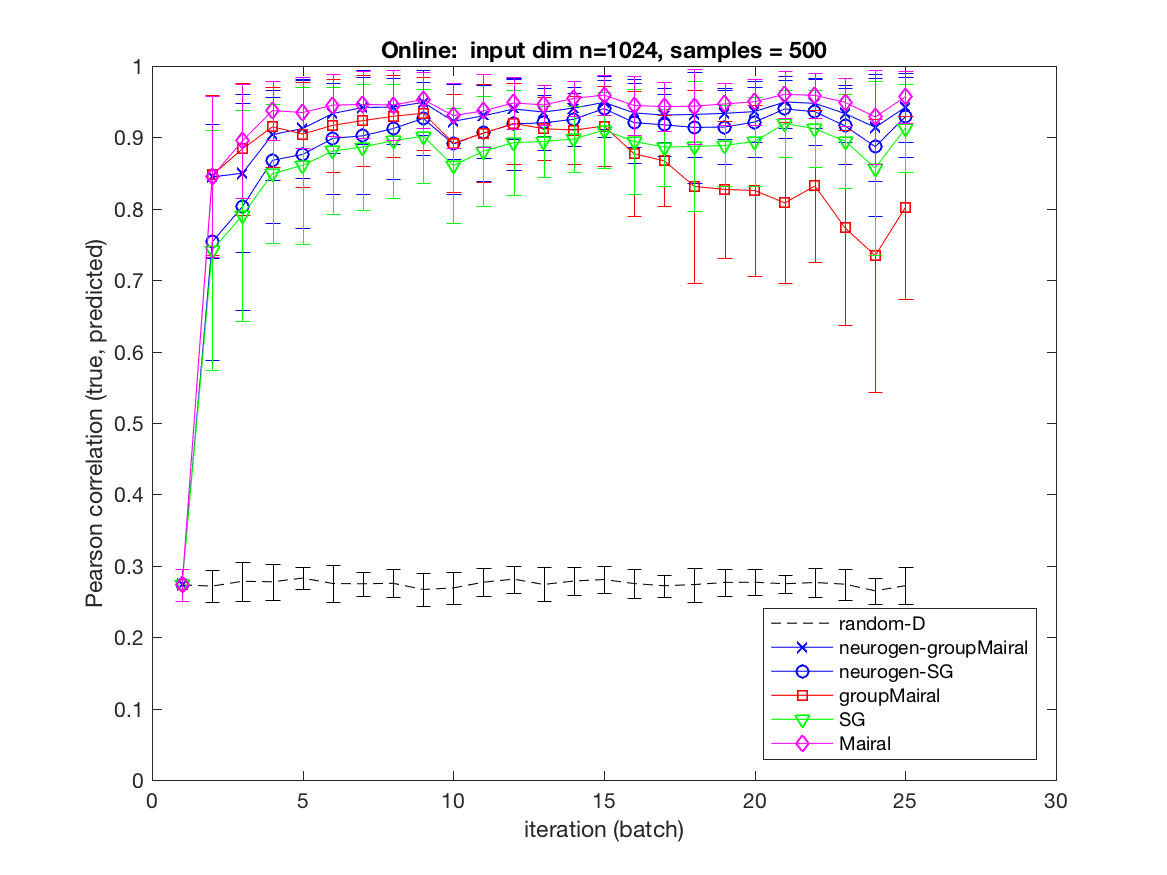 Online: input dim n=1024, samples = 500
Pearson correlation (true, predicted)
1
0.9
0.8
0.7
0.6
0.5
0.4
0.3
0.2
0.1
0
0 5 10 15 20 25 30
iteration (batch)
random-D
neurogen-groupMairal
neurogen-SG
groupMairal
SG
Mairal